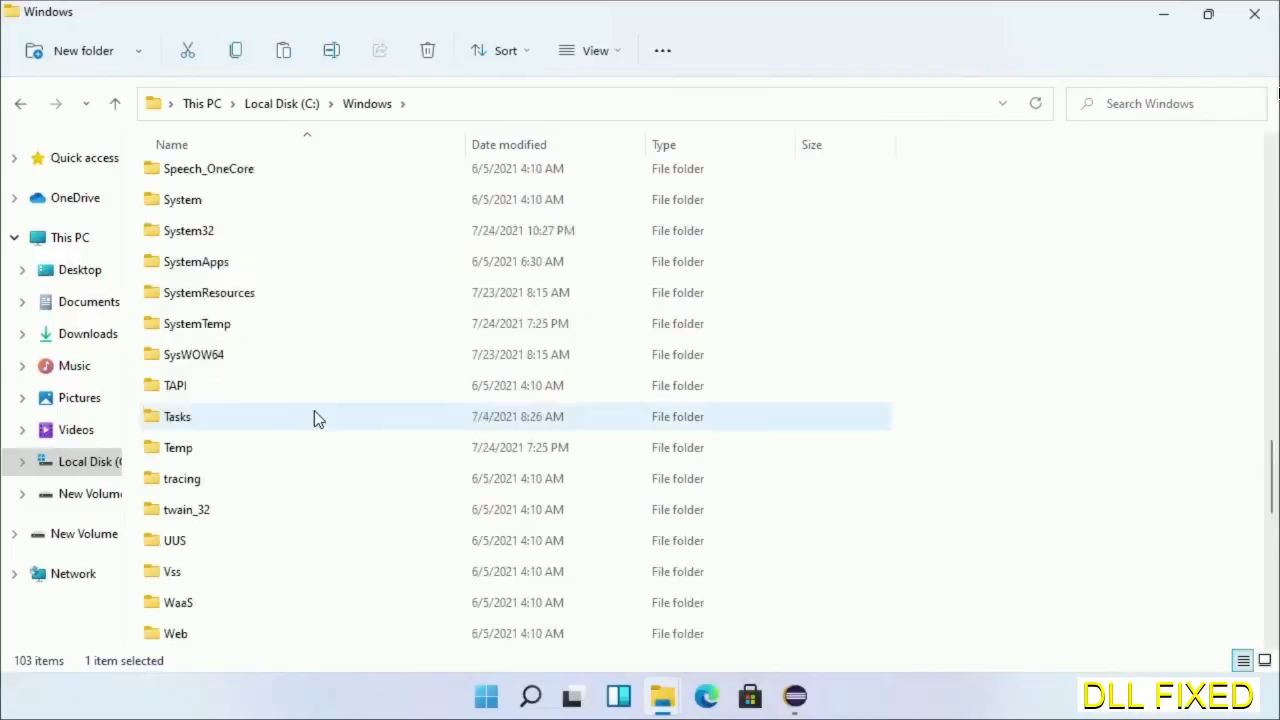 Windows
New folder
Sort
View
This PC
Local Disk (C:)
Windows
Search Windows
Name
Date modified
Type
Size
Quick access
OneDrive
This PC
Desktop
Documents
Downloads
Music
Pictures
Videos
Local Disk (C
New Volum
New Volume
Network
Speech_OneCore 6/5/2021 4:10 AM File folder
System 6/5/2021 4:10 AM File folder
System32 7/24/2021 10:27 PM File folder
SystemApps 6/5/2021 6:30 AM File folder
SystemResources 7/23/2021 8:15 AM File folder
SystemTemp 7/24/2021 7:25 PM File folder
SysWOW64 7/23/2021 8:15 AM File folder
TAPI 6/5/2021 4:10 AM File folder
Tasks 7/4/2021 8:26 AM File folder
Temp 7/24/2021 7:25 PM File folder
tracing 6/5/2021 4:10 AM File folder
twain_32 6/5/2021 4:10 AM File folder
UUS 6/5/2021 4:10 AM File folder
Vss 6/5/2021 4:10 AM File folder
WaaS 6/5/2021 4:10 AM File folder
Web 6/5/2021 4:10 AM File folder
103 items
1 item selected
DLL FIXED